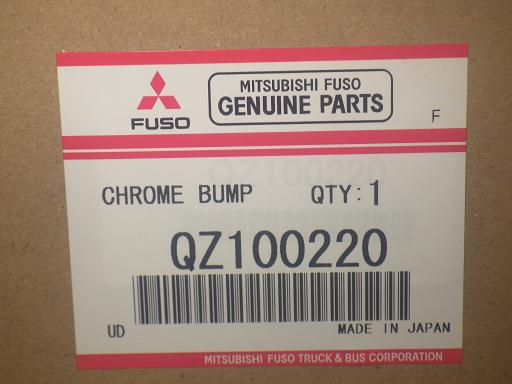 MITSUBISHI FUSO
GENUINE PARTS
FUSO
F
CHROME BUMP QTY:1
QZ100220
UD MADE IN JAPAN
MITSUBISHI FUSO TRUCK & BUS CORPORATION